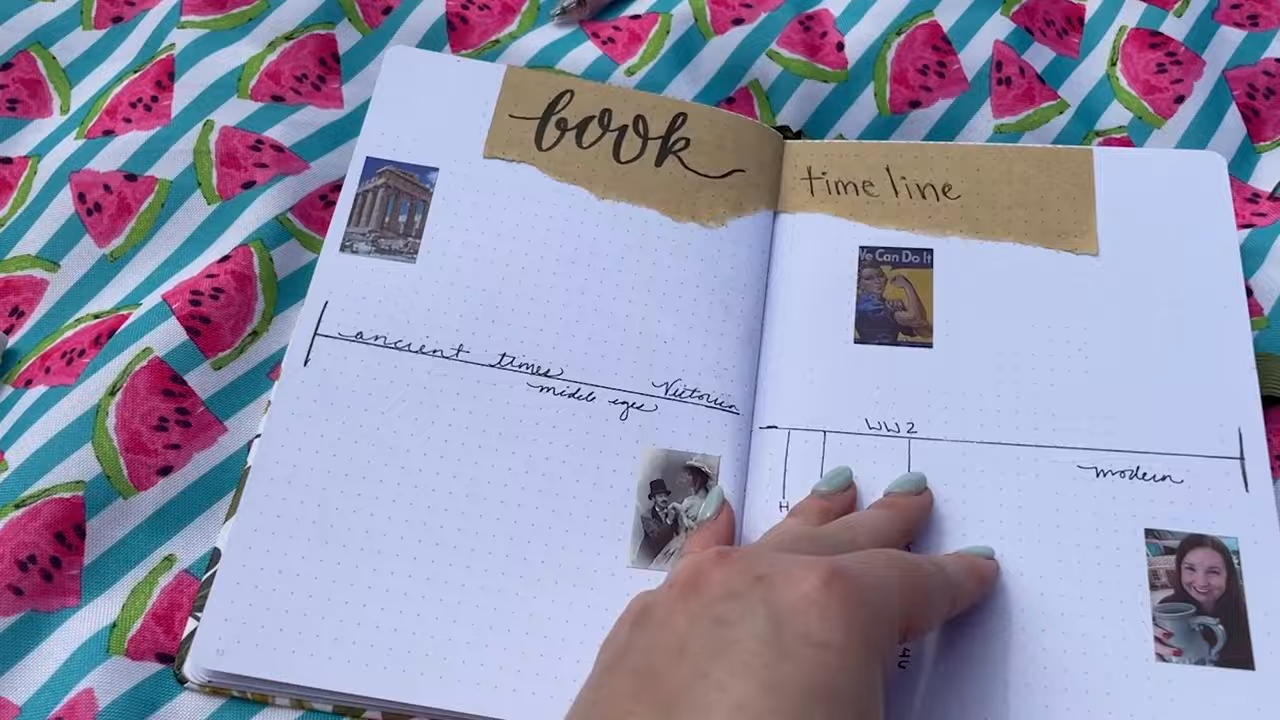 book
time line
We Can Do It
ancient times
middle ages
Victorian
WW2
modern
H